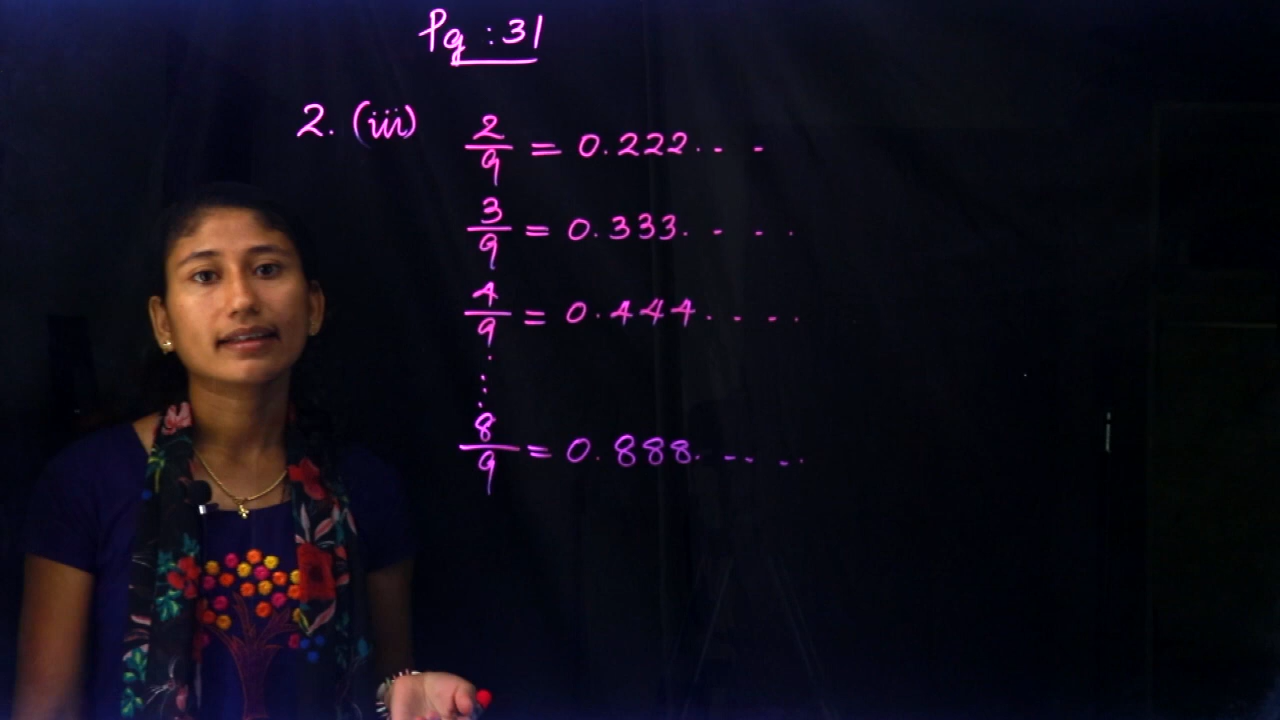 Pg : 31
2. (iii) 2/9 = 0.222.. - -
3/9 = 0.333. - - - .
4/9 = 0.444. - - - .
⋮
8/9 = 0.888. - - - - .